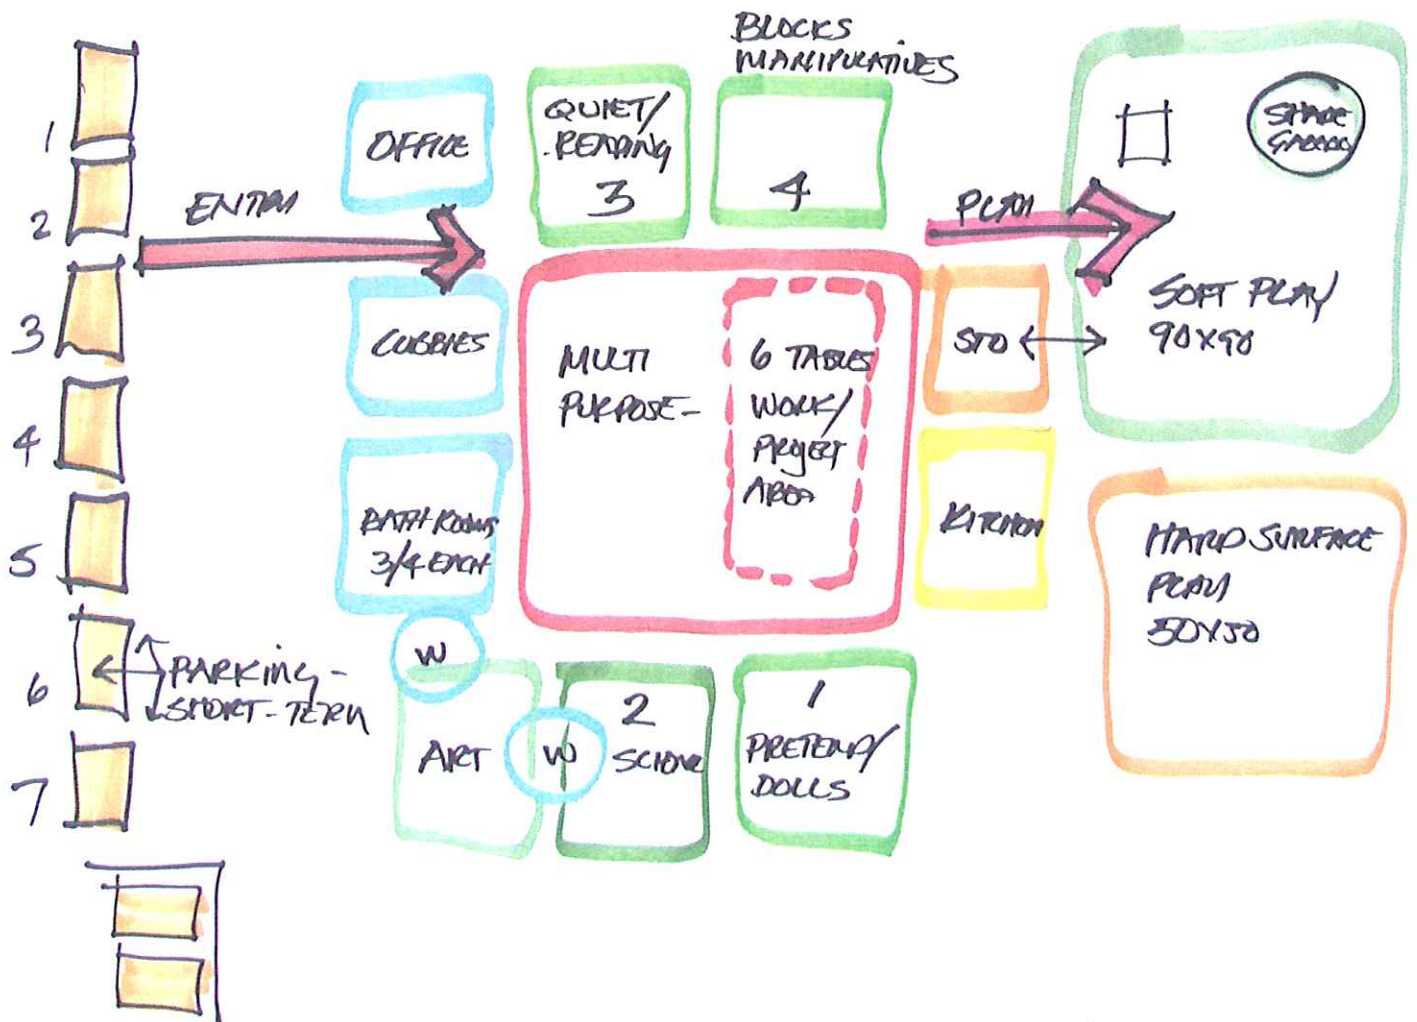 BLOCKS
MANIPULATIVES
OFFICE
QUIET/
READING
3
4
SHADE
ENTRY
PLAY
SOFT PLAY
90X90
CUBBIES
MULTI
PURPOSE-
6 TABLES
WORK/
PROJECT
AREA
STO
BATHROOMS
3/4 EACH
KITCHEN
HARD SURFACE
PLAY
50X50
W
ART
W
2
SCIENCE
1
PRETEND/
DOLLS
1
2
3
4
5
6
7
PARKING-
SHORT-TERM